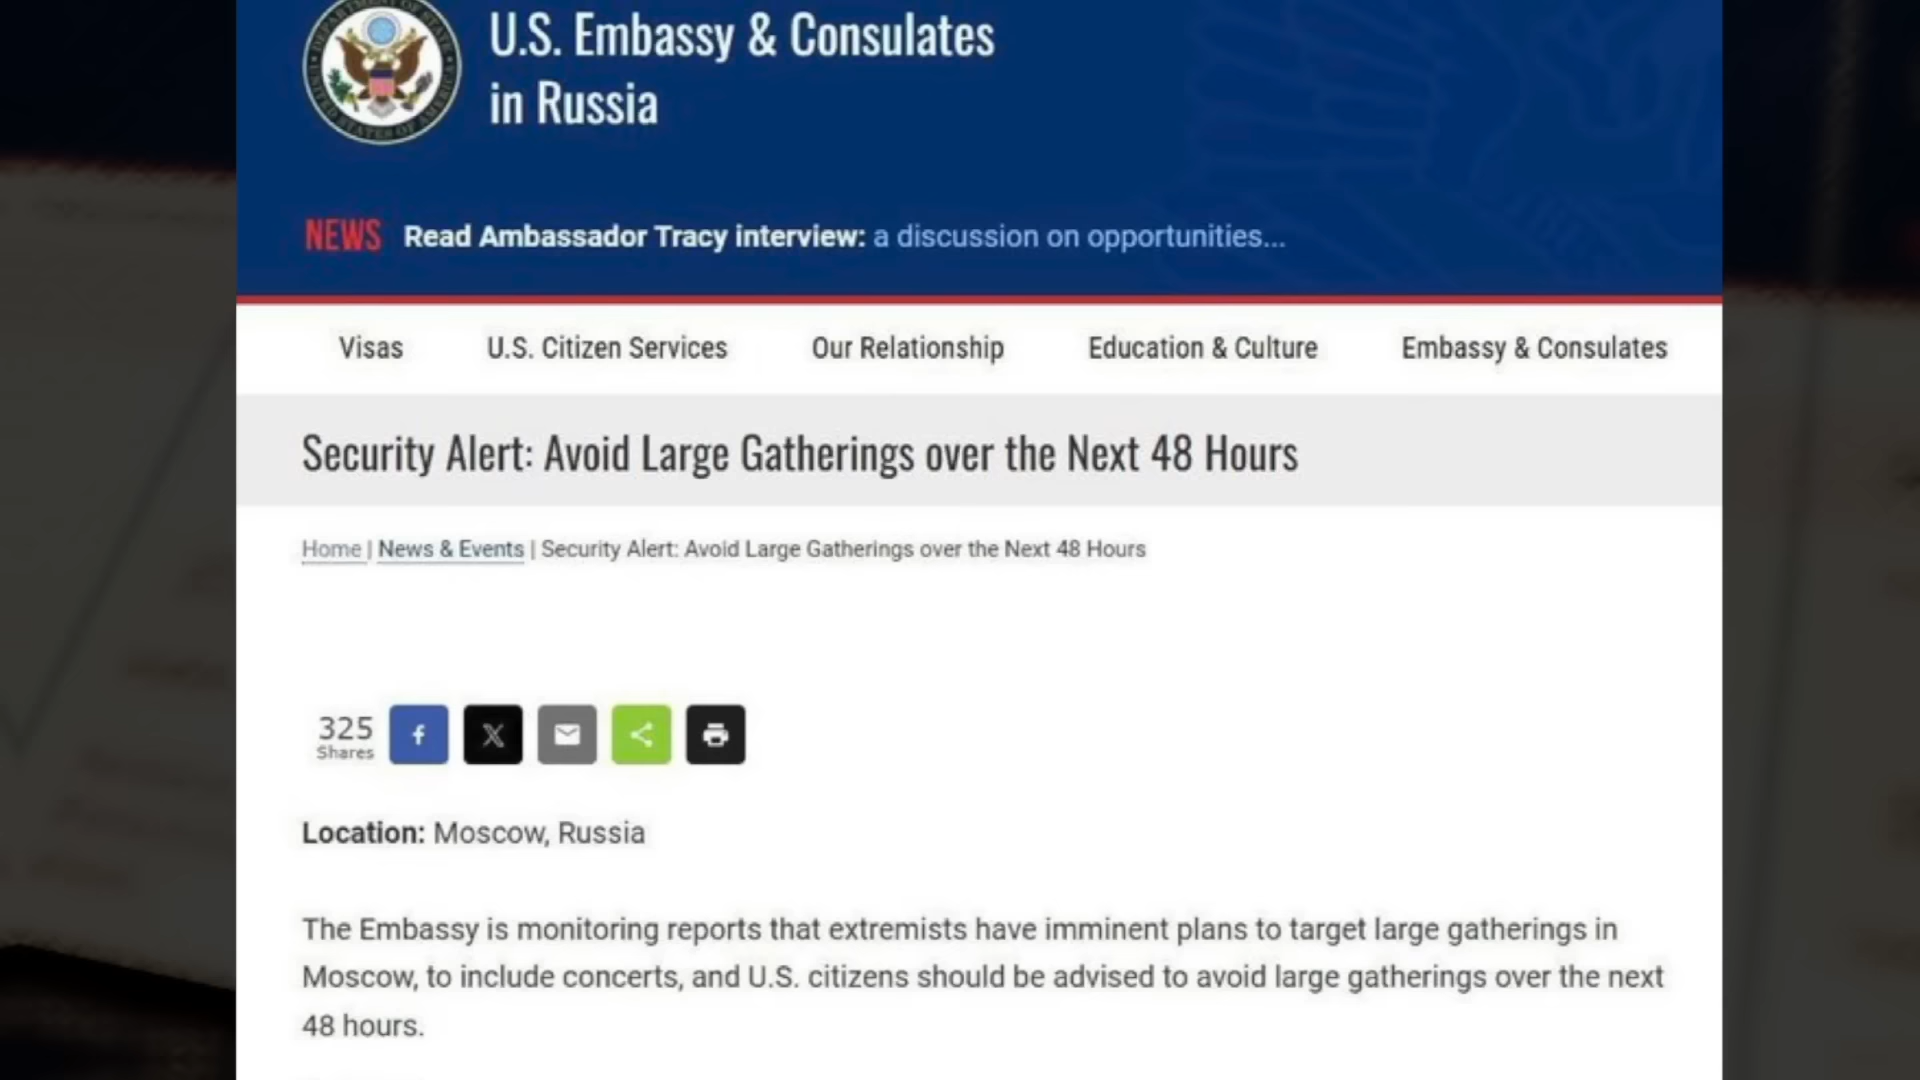 U.S. Embassy & Consulates
in Russia
NEWS Read Ambassador Tracy interview: a discussion on opportunities...
Visas U.S. Citizen Services Our Relationship Education & Culture Embassy & Consulates
Security Alert: Avoid Large Gatherings over the Next 48 Hours
Home | News & Events | Security Alert: Avoid Large Gatherings over the Next 48 Hours
325
Shares
Location: Moscow, Russia
The Embassy is monitoring reports that extremists have imminent plans to target large gatherings in
Moscow, to include concerts, and U.S. citizens should be advised to avoid large gatherings over the next
48 hours.